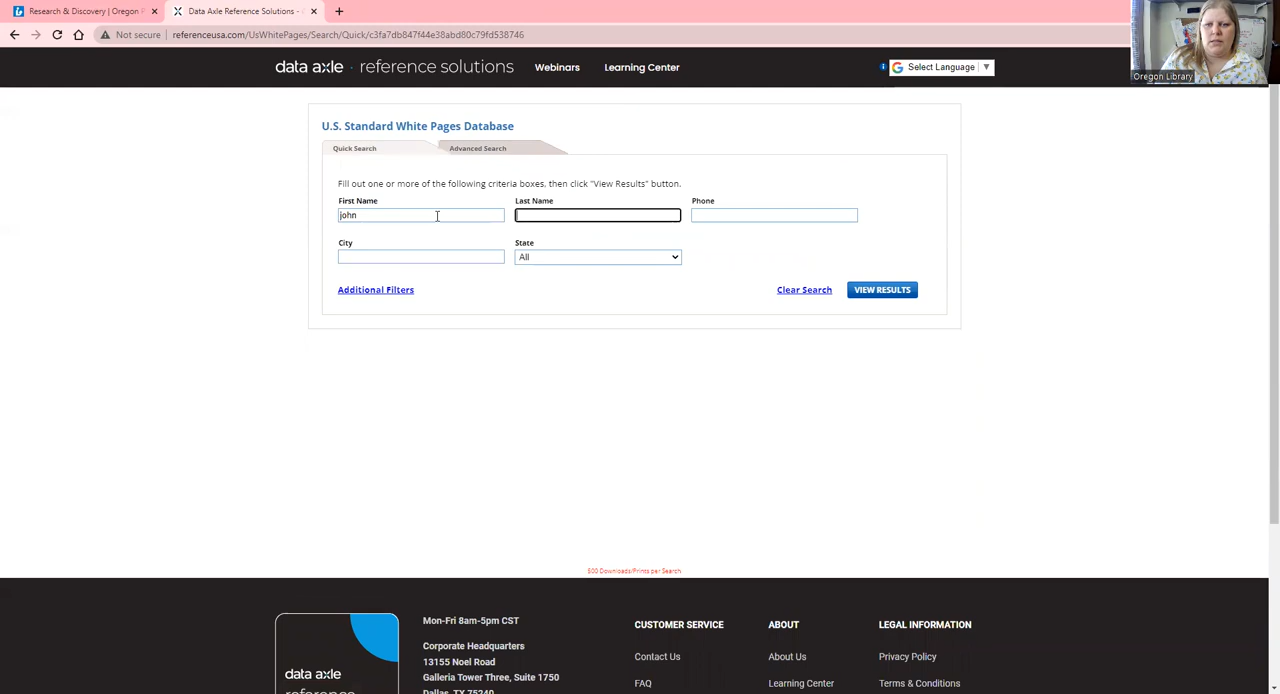 Research & Discovery | Oregon P
Data Axle Reference Solutions -
Not secure | referenceusa.com/UsWhitePages/Search/Quick/c3fa7db847f44e38abd80c79fd538746
Oregon Library
data axle · reference solutions
Webinars
Learning Center
Select Language
U.S. Standard White Pages Database
Quick Search
Advanced Search
Fill out one or more of the following criteria boxes, then click "View Results" button.
First Name
Last Name
Phone
john
City
State
All
Additional Filters
Clear Search
VIEW RESULTS
500 Downloads/Prints per Search
data axle
reference
Mon-Fri 8am-5pm CST
Corporate Headquarters
13155 Noel Road
Galleria Tower Three, Suite 1750
Dallas, TX 75240
CUSTOMER SERVICE
Contact Us
FAQ
ABOUT
About Us
Learning Center
LEGAL INFORMATION
Privacy Policy
Terms & Conditions